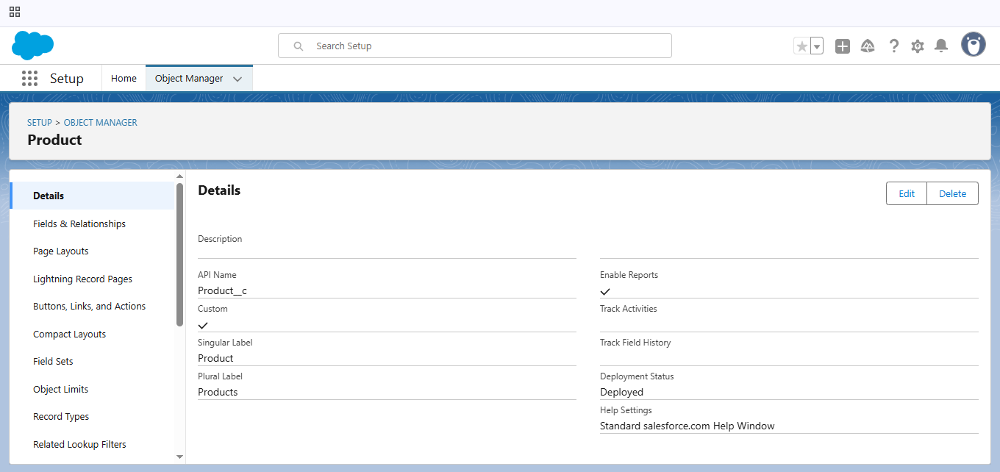 Search Setup
Setup
Home
Object Manager
SETUP > OBJECT MANAGER
Product
Details
Fields & Relationships
Page Layouts
Lightning Record Pages
Buttons, Links, and Actions
Compact Layouts
Field Sets
Object Limits
Record Types
Related Lookup Filters
Details
Edit
Delete
Description
API Name
Product__c
Custom
Singular Label
Product
Plural Label
Products
Enable Reports
Track Activities
Track Field History
Deployment Status
Deployed
Help Settings
Standard salesforce.com Help Window